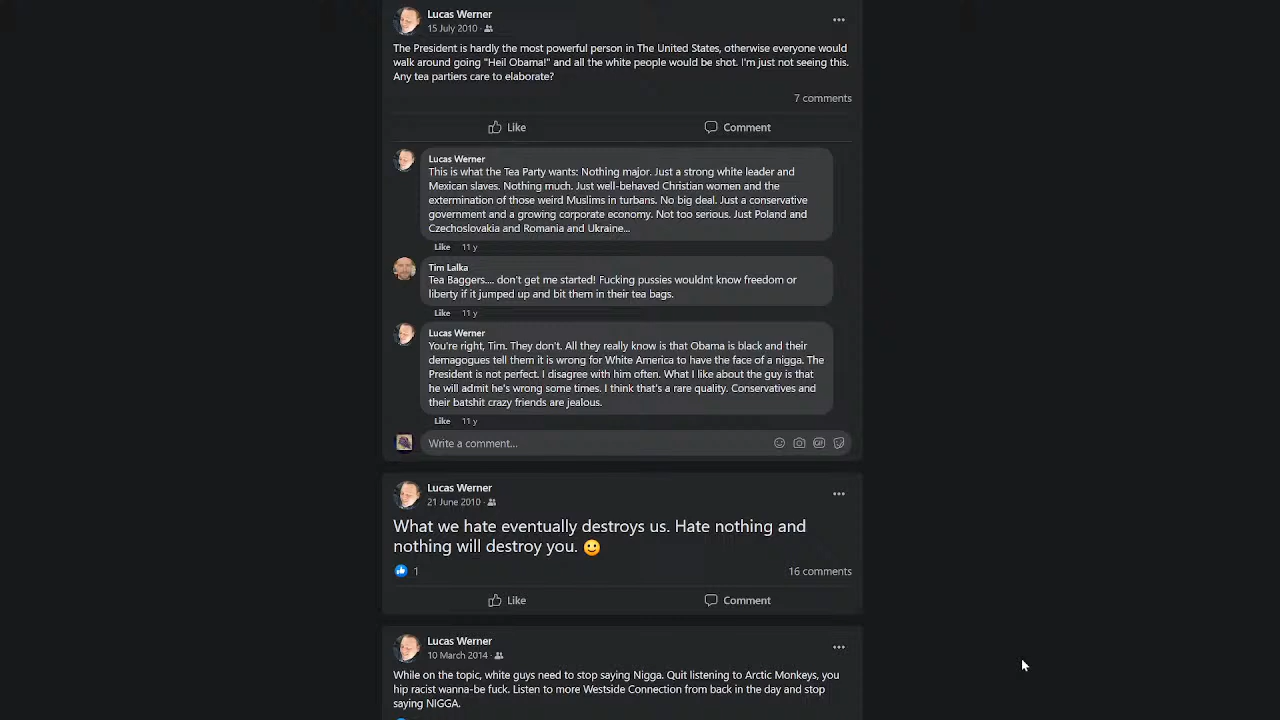 Lucas Werner
15 July 2010
The President is hardly the most powerful person in The United States, otherwise everyone would
walk around going "Heil Obama!" and all the white people would be shot. I'm just not seeing this.
Any tea partiers care to elaborate?
7 comments
Like Comment
Lucas Werner
This is what the Tea Party wants: Nothing major. Just a strong white leader and
Mexican slaves. Nothing much. Just well-behaved Christian women and the
extermination of those weird Muslims in turbans. No big deal. Just a conservative
government and a growing corporate economy. Not too serious. Just Poland and
Czechoslovakia and Romania and Ukraine...
Like 11 y
Tim Lalka
Tea Baggers.... don't get me started! Fucking pussies wouldnt know freedom or
liberty if it jumped up and bit them in their tea bags.
Like 11 y
Lucas Werner
You're right, Tim. They don't. All they really know is that Obama is black and their
demagogues tell them it is wrong for White America to have the face of a nigga. The
President is not perfect. I disagree with him often. What I like about the guy is that
he will admit he's wrong some times. I think that's a rare quality. Conservatives and
their batshit crazy friends are jealous.
Like 11 y
Write a comment...
GIF
Lucas Werner
21 June 2010
What we hate eventually destroys us. Hate nothing and
nothing will destroy you.
1 16 comments
Like Comment
Lucas Werner
10 March 2014
While on the topic, white guys need to stop saying Nigga. Quit listening to Arctic Monkeys, you
hip racist wanna-be fuck. Listen to more Westside Connection from back in the day and stop
saying NIGGA.